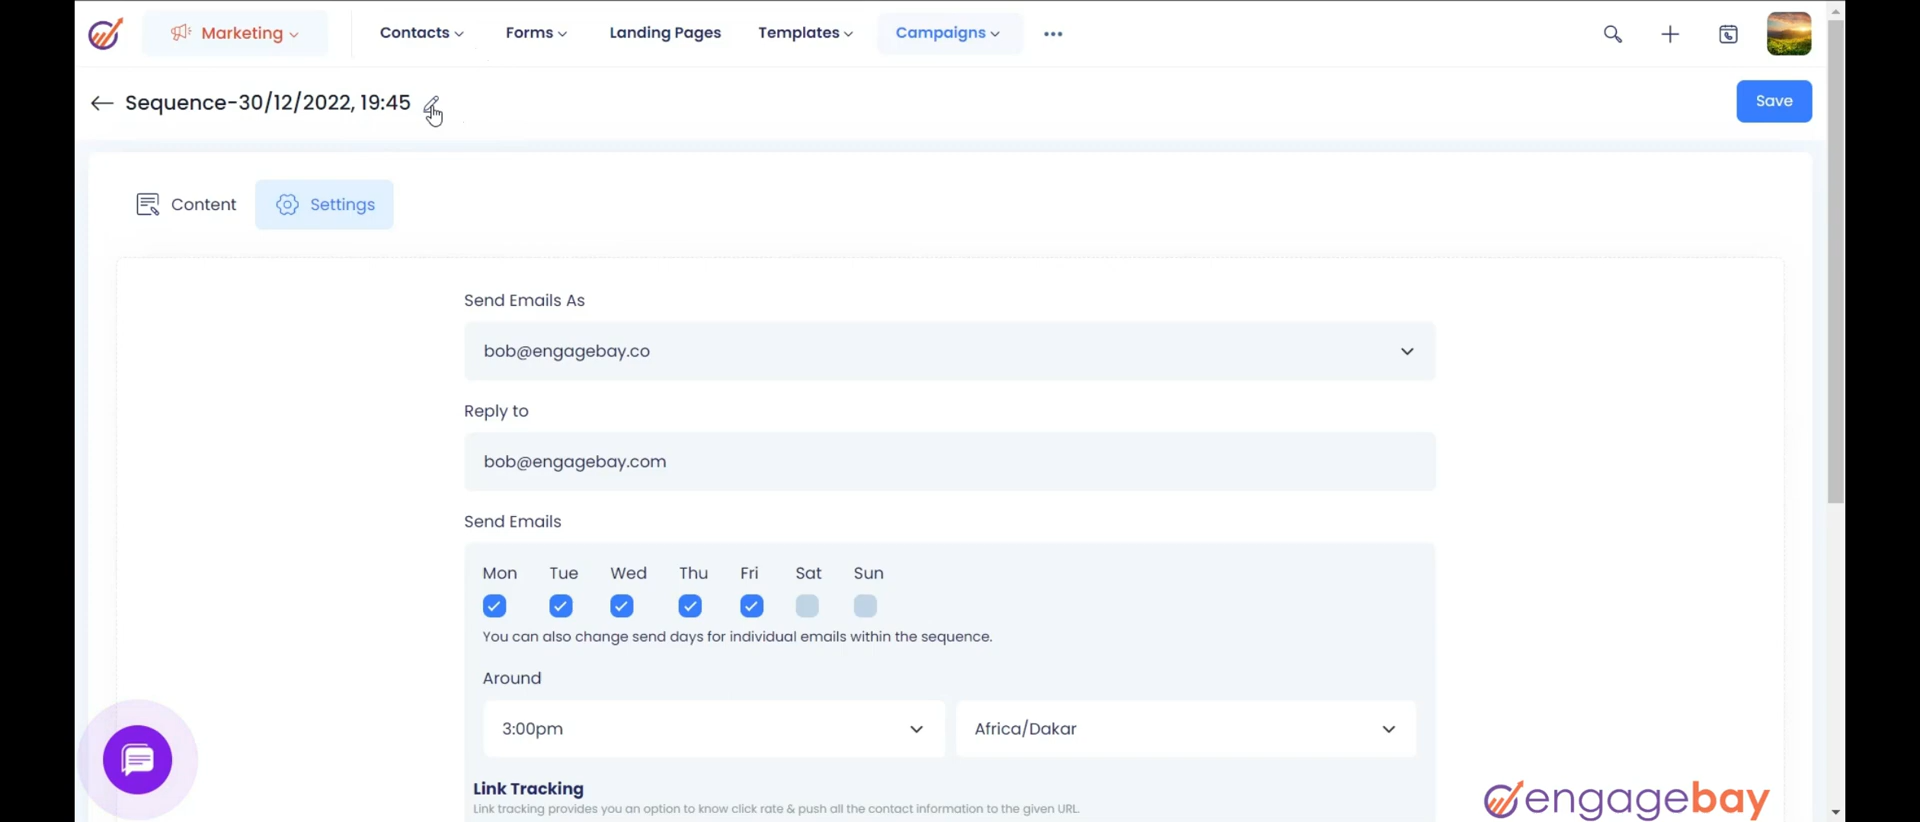 Marketing Contacts Forms Landing Pages Templates Campaigns
Sequence-30/12/2022, 19:45
Save
Content Settings
Send Emails As
bob@engagebay.co
Reply to
bob@engagebay.com
Send Emails
Mon Tue Wed Thu Fri Sat Sun
You can also change send days for individual emails within the sequence.
Around
3:00pm Africa/Dakar
Link Tracking
Link tracking provides you an option to know click rate & push all the contact information to the given URL.
engagebay